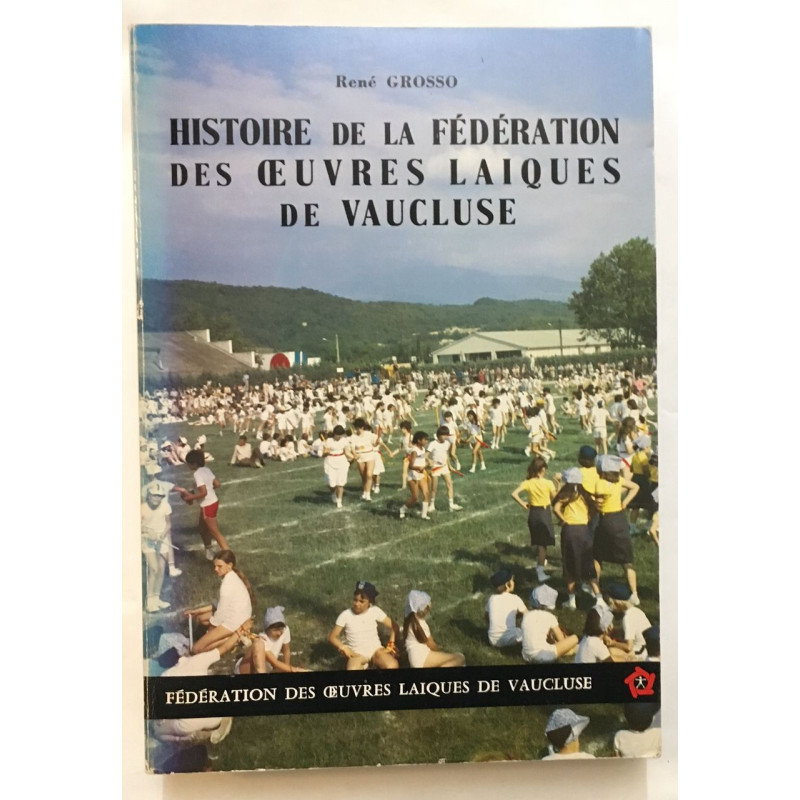 René GROSSO
HISTOIRE DE LA FÉDÉRATION
DES ŒUVRES LAIQUES
DE VAUCLUSE
FÉDÉRATION DES ŒUVRES LAIQUES DE VAUCLUSE